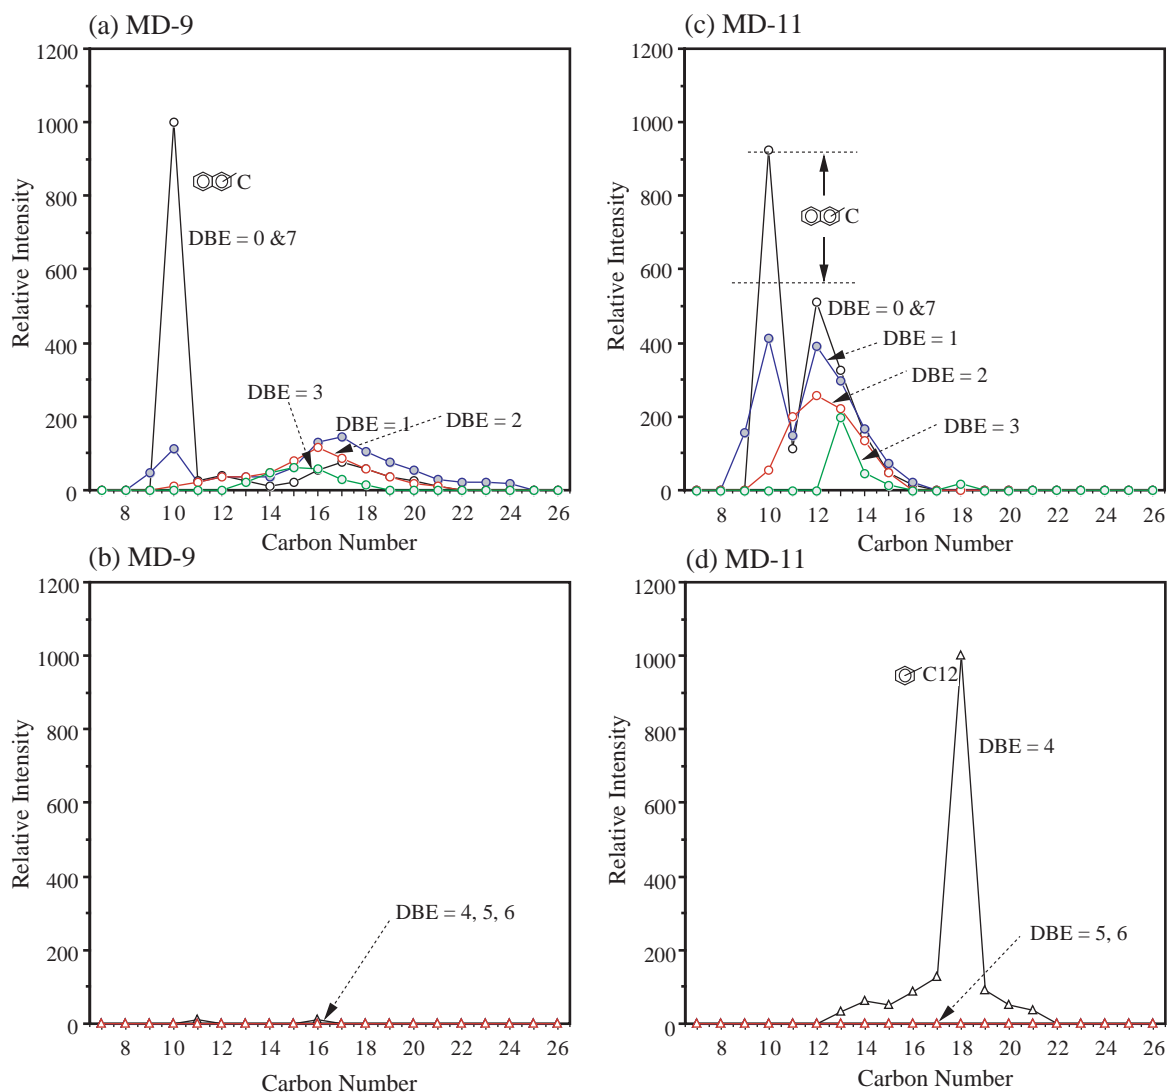 (a) MD-9
1200
1000
800
600
400
200
0
Relative Intensity
C
DBE = 0 &7
DBE = 3
DBE = 1
DBE = 2
8 10 12 14 16 18 20 22 24 26
Carbon Number
(c) MD-11
1200
1000
800
600
400
200
0
Relative Intensity
C
DBE = 0 &7
DBE = 1
DBE = 2
DBE = 3
8 10 12 14 16 18 20 22 24 26
Carbon Number
(b) MD-9
1200
1000
800
600
400
200
0
Relative Intensity
DBE = 4, 5, 6
8 10 12 14 16 18 20 22 24 26
Carbon Number
(d) MD-11
1200
1000
800
600
400
200
0
Relative Intensity
C12
DBE = 4
DBE = 5, 6
8 10 12 14 16 18 20 22 24 26
Carbon Number